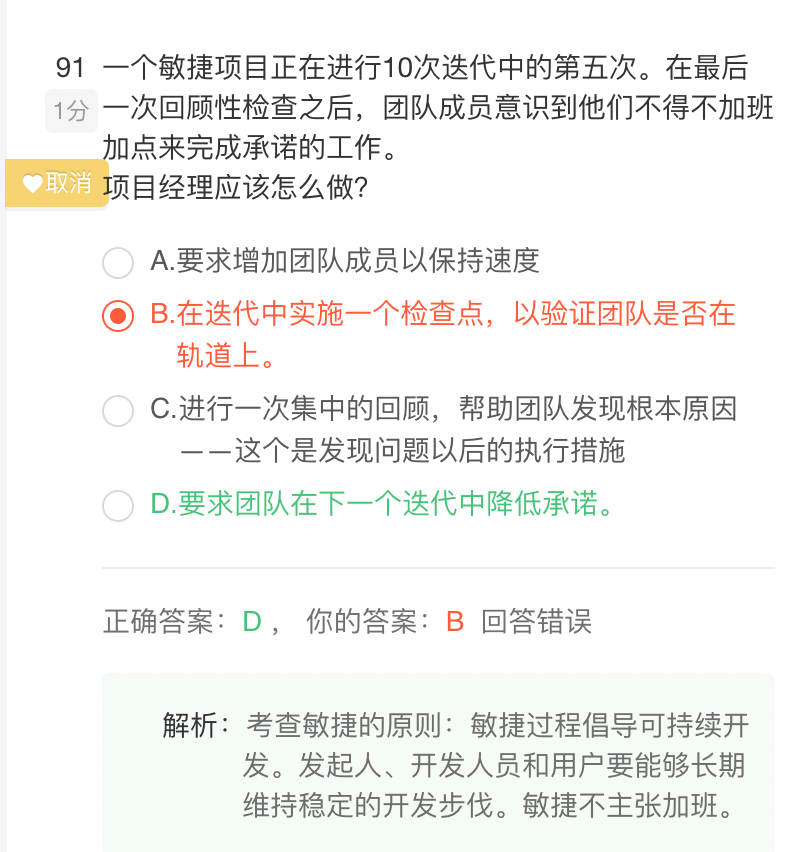 91 一个敏捷项目正在进行10次迭代中的第五次。在最后
1分 一次回顾性检查之后，团队成员意识到他们不得不加班
加点来完成承诺的工作。
取消 项目经理应该怎么做?
A.要求增加团队成员以保持速度
B.在迭代中实施一个检查点，以验证团队是否在
轨道上。
C.进行一次集中的回顾，帮助团队发现根本原因
——这个是发现问题以后的执行措施
D.要求团队在下一个迭代中降低承诺。
正确答案：D， 你的答案：B 回答错误
解析：考查敏捷的原则：敏捷过程倡导可持续开
发。发起人、开发人员和用户要能够长期
维持稳定的开发步伐。敏捷不主张加班。